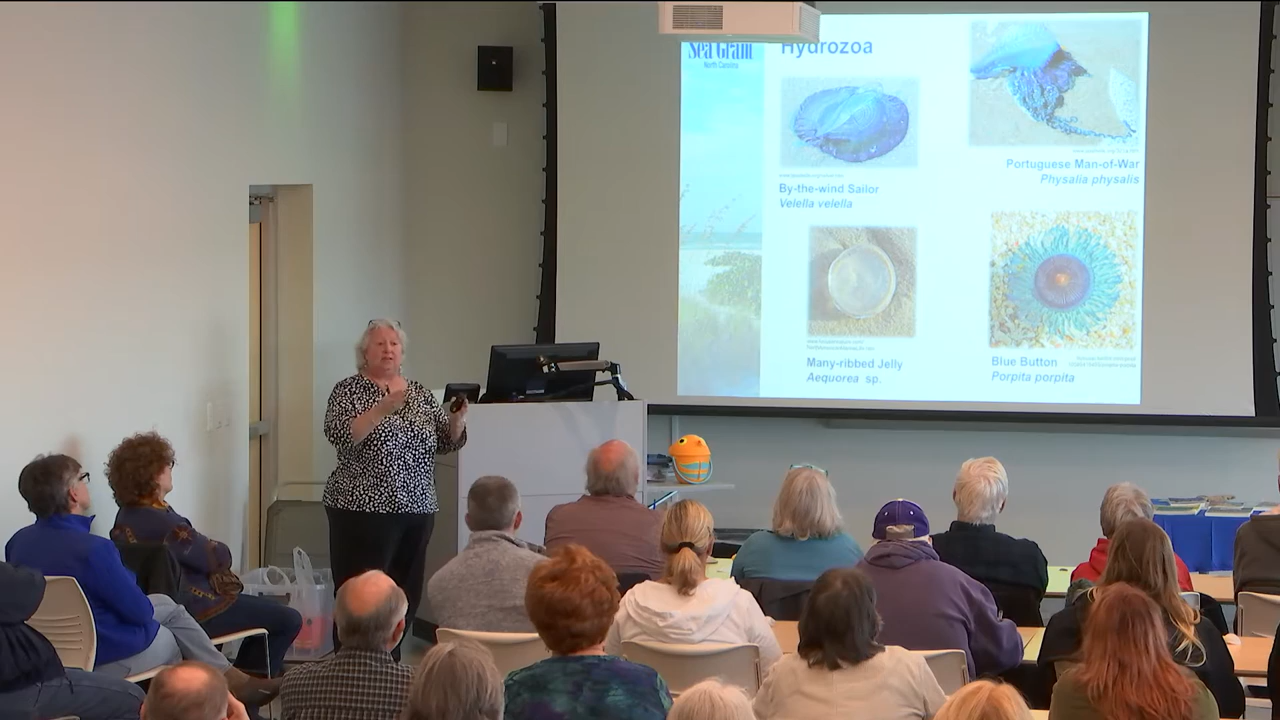 Sea Grant
North Carolina
Hydrozoa
By-the-wind Sailor
Velella velella
Portuguese Man-of-War
Physalia physalis
Many-ribbed Jelly
Aequorea sp.
Blue Button
Porpita porpita